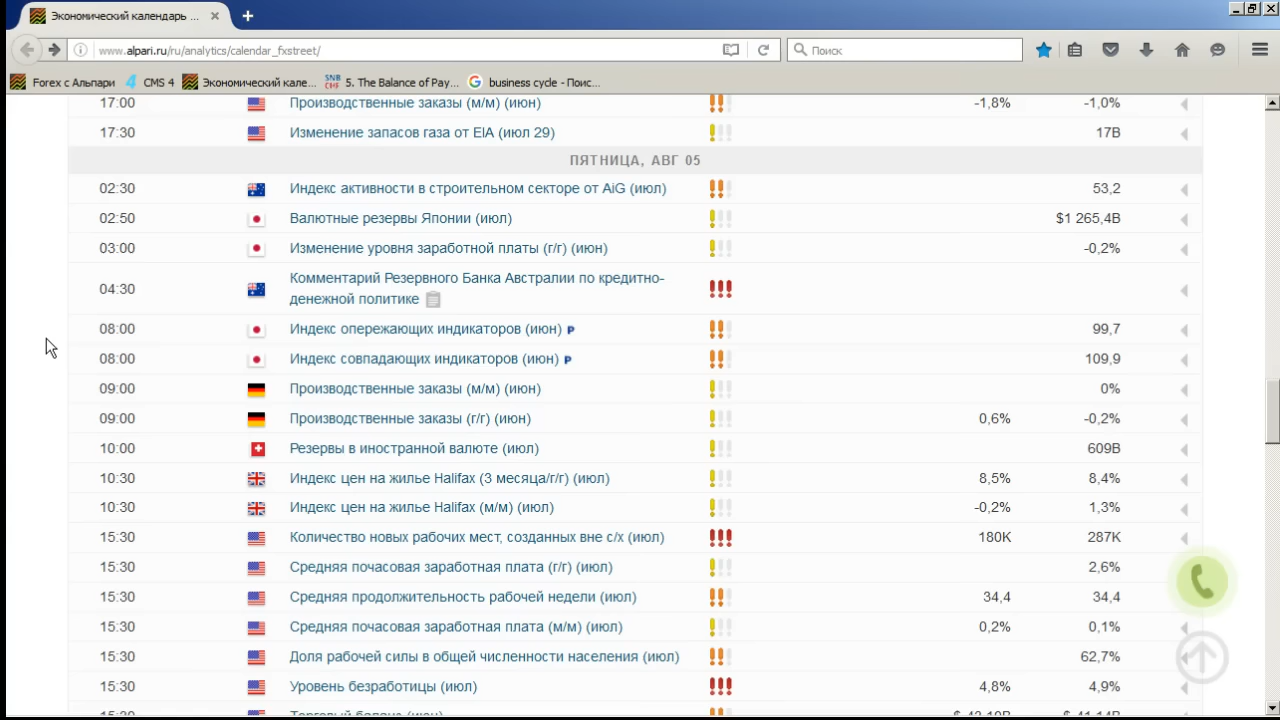 Экономический календарь ...
www.alpari.ru/ru/analytics/calendar_fxstreet/
Поиск
Forex с Альпари
CMS 4
Экономический кале...
SNB CHF 5. The Balance of Pay...
business cycle - Поис...
17:00 Производственные заказы (м/м) (июн) -1,8% -1,0%
17:30 Изменение запасов газа от EIA (июл 29) 17B
ПЯТНИЦА, АВГ 05
02:30 Индекс активности в строительном секторе от AiG (июл) 53,2
02:50 Валютные резервы Японии (июл) $1 265,4B
03:00 Изменение уровня заработной платы (г/г) (июн) -0,2%
04:30 Комментарий Резервного Банка Австралии по кредитно-
денежной политике
08:00 Индекс опережающих индикаторов (июн) P 99,7
08:00 Индекс совпадающих индикаторов (июн) P 109,9
09:00 Производственные заказы (м/м) (июн) 0%
09:00 Производственные заказы (г/г) (июн) 0,6% -0,2%
10:00 Резервы в иностранной валюте (июл) 609B
10:30 Индекс цен на жилье Halifax (3 месяца/г/г) (июл) 8,5% 8,4%
10:30 Индекс цен на жилье Halifax (м/м) (июл) -0,2% 1,3%
15:30 Количество новых рабочих мест, созданных вне с/х (июл) 180K 287K
15:30 Средняя почасовая заработная плата (г/г) (июл) 2,6%
15:30 Средняя продолжительность рабочей недели (июл) 34,4 34,4
15:30 Средняя почасовая заработная плата (м/м) (июл) 0,2% 0,1%
15:30 Доля рабочей силы в общей численности населения (июл) 62,7%
15:30 Уровень безработицы (июл) 4,8% 4,9%